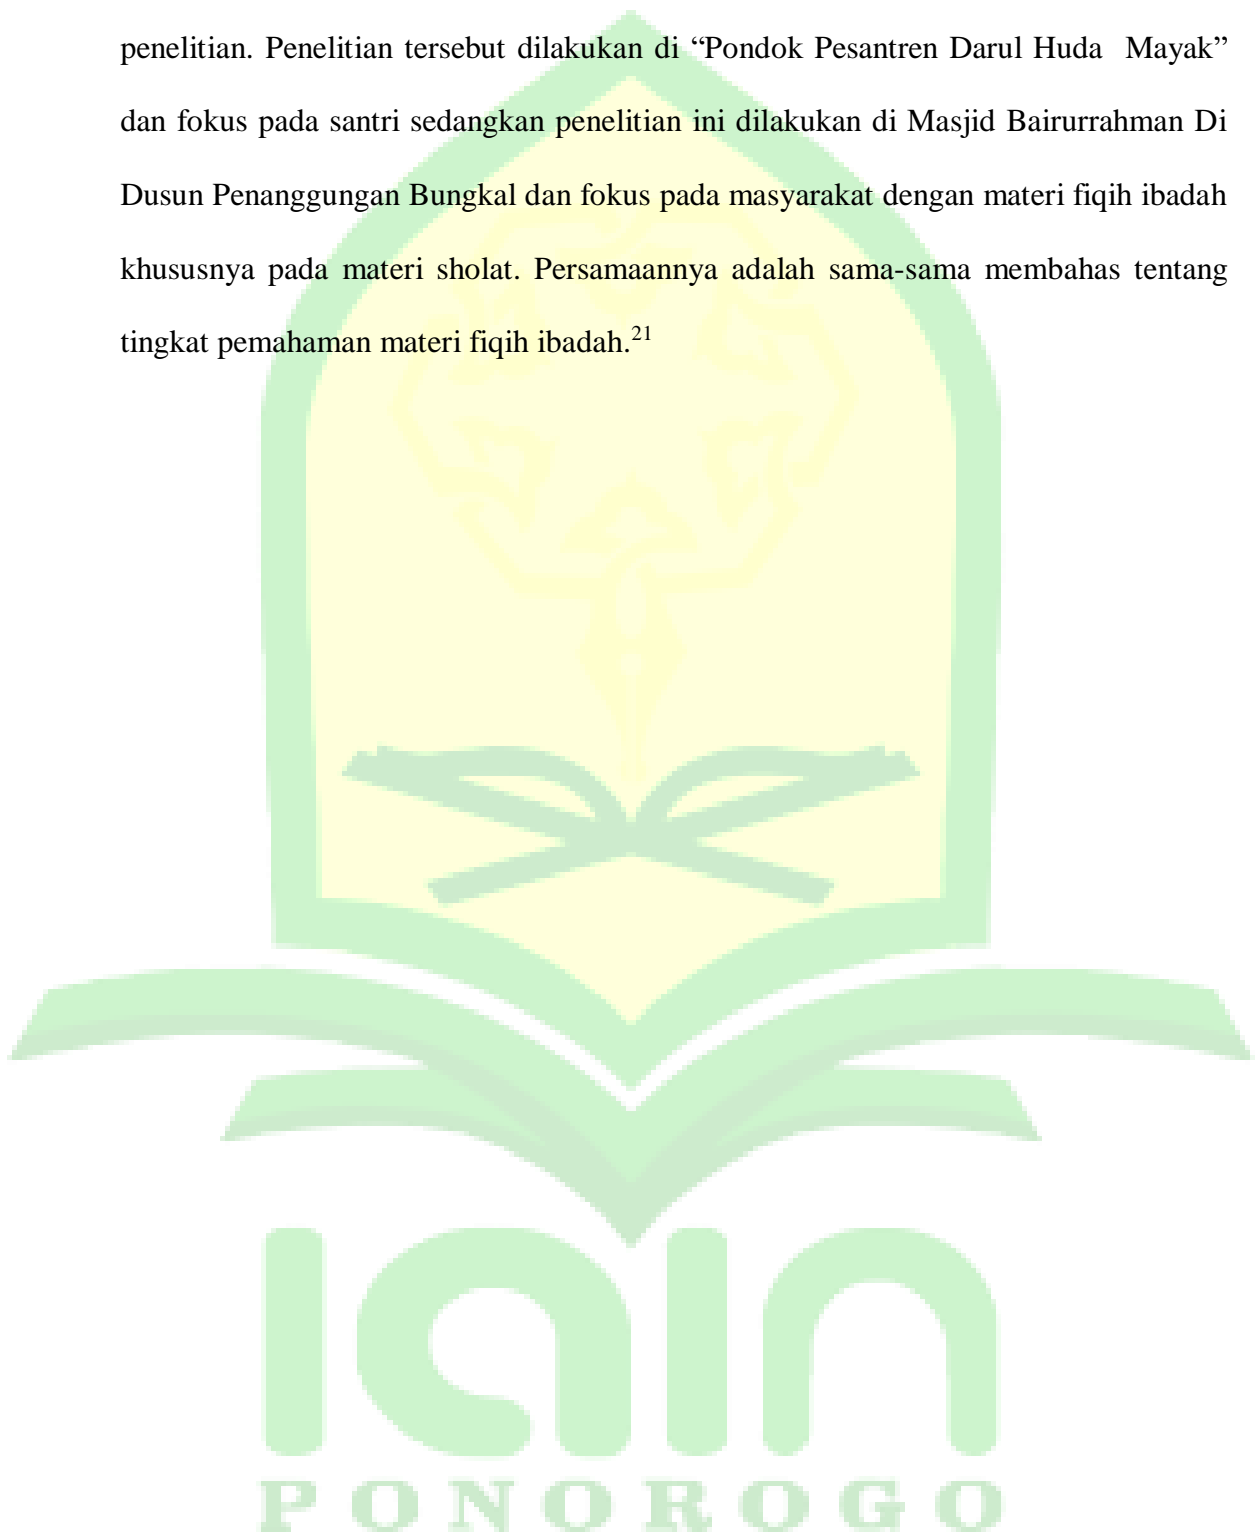 penelitian. Penelitian tersebut dilakukan di “Pondok Pesantren Darul Huda Mayak”
dan fokus pada santri sedangkan penelitian ini dilakukan di Masjid Bairurrahman Di
Dusun Penanggungan Bungkal dan fokus pada masyarakat dengan materi fiqih ibadah
khususnya pada materi sholat. Persamaannya adalah sama-sama membahas tentang
tingkat pemahaman materi fiqih ibadah.21
iain
PONOROGO